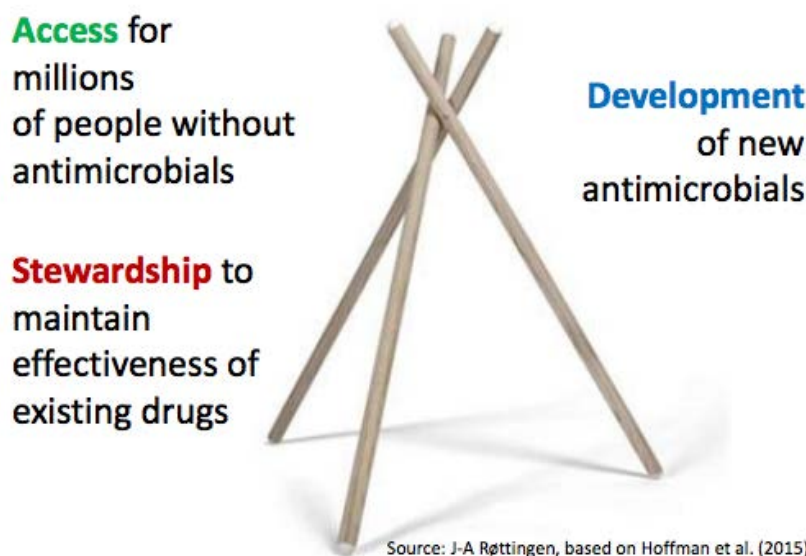 Access for
millions
of people without
antimicrobials
Stewardship to
maintain
effectiveness of
existing drugs
Development
of new
antimicrobials
Source: J-A Røttingen, based on Hoffman et al. (2015)